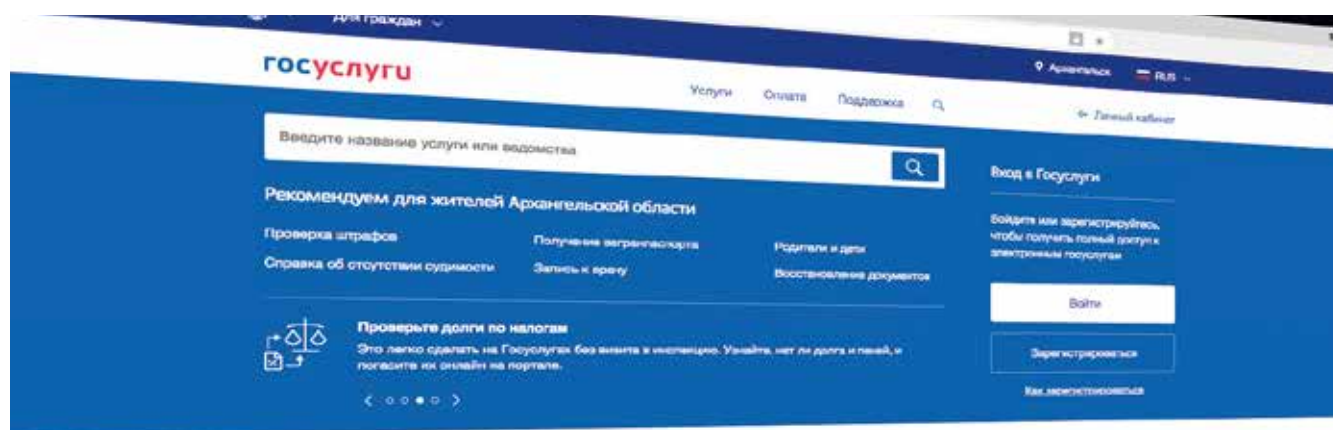 Для граждан
Архангельск RUS
госуслуги
Услуги Оплата Поддержка
Личный кабинет
Введите название услуги или ведомства
Вход в Госуслуги
Рекомендуем для жителей Архангельской области
Войдите или зарегистрируйтесь,
чтобы получить полный доступ к
электронным госуслугам
Проверка штрафов Получение загранпаспорта Родители и дети
Справка об отсутствии судимости Запись к врачу Восстановление документов
Войти
Проверьте долги по налогам
Это легко сделать на Госуслугах без визита в инспекцию. Узнайте, нет ли долга и пеней, и
погасите их онлайн на портале.
Зарегистрироваться
Как зарегистрироваться